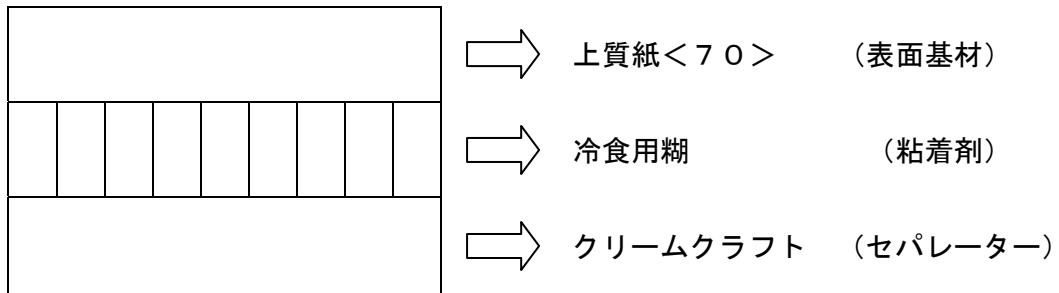 上質紙＜７０＞　（表面基材）
冷食用糊　（粘着剤）
クリームクラフト　（セパレーター）